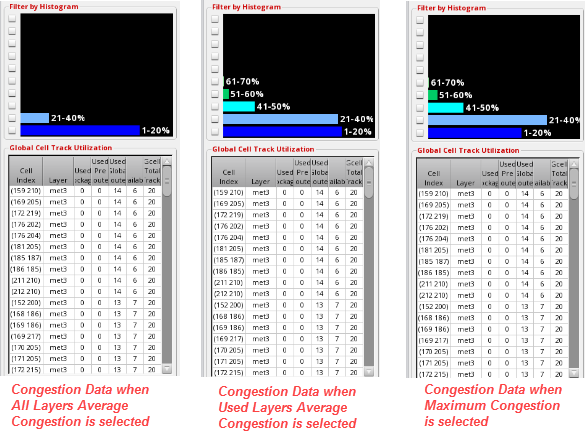 Filter by Histogram
21-40%
1-20%
Global Cell Track Utilization
Used Used Gcell
Cell Used Pre Globa Total
Index Layer ckag oute oute ailab rack
(159 210) met3 0 0 14 6 20
(169 205) met3 0 0 14 6 20
(172 219) met3 0 0 14 6 20
(176 202) met3 0 0 14 6 20
(176 204) met3 0 0 14 6 20
(181 205) met3 0 0 14 6 20
(185 187) met3 0 0 14 6 20
(186 185) met3 0 0 14 6 20
(211 210) met3 0 0 14 6 20
(212 210) met3 0 0 14 6 20
(152 200) met3 0 0 13 7 20
(168 186) met3 0 0 13 7 20
(169 186) met3 0 0 13 7 20
(169 217) met3 0 0 13 7 20
(170 205) met3 0 0 13 7 20
(171 205) met3 0 0 13 7 20
(172 215) met3 0 0 13 7 20
Congestion Data when
All Layers Average
Congestion is selected
Filter by Histogram
61-70%
51-60%
41-50%
21-40%
1-20%
Global Cell Track Utilization
Used Used Gcell
Cell Used Pre Globa Total
Index Layer ckag oute oute ailab rack
(159 210) met3 0 0 14 6 20
(169 205) met3 0 0 14 6 20
(172 219) met3 0 0 14 6 20
(176 202) met3 0 0 14 6 20
(176 204) met3 0 0 14 6 20
(181 205) met3 0 0 14 6 20
(185 187) met3 0 0 14 6 20
(186 185) met3 0 0 14 6 20
(211 210) met3 0 0 14 6 20
(212 210) met3 0 0 14 6 20
(152 200) met3 0 0 13 7 20
(168 186) met3 0 0 13 7 20
(169 186) met3 0 0 13 7 20
(169 217) met3 0 0 13 7 20
(170 205) met3 0 0 13 7 20
(171 205) met3 0 0 13 7 20
(172 215) met3 0 0 13 7 20
Congestion Data when
Used Layers Average
Congestion is selected
Filter by Histogram
61-70%
51-60%
41-50%
21-40%
1-20%
Global Cell Track Utilization
Used Used Gcell
Cell Used Pre Globa Total
Index Layer ckag oute oute ailab rack
(159 210) met3 0 0 14 6 20
(169 205) met3 0 0 14 6 20
(172 219) met3 0 0 14 6 20
(176 202) met3 0 0 14 6 20
(176 204) met3 0 0 14 6 20
(181 205) met3 0 0 14 6 20
(185 187) met3 0 0 14 6 20
(186 185) met3 0 0 14 6 20
(211 210) met3 0 0 14 6 20
(212 210) met3 0 0 14 6 20
(152 200) met3 0 0 13 7 20
(168 186) met3 0 0 13 7 20
(169 186) met3 0 0 13 7 20
(169 217) met3 0 0 13 7 20
(170 205) met3 0 0 13 7 20
(171 205) met3 0 0 13 7 20
(172 215) met3 0 0 13 7 20
Congestion Data when
Maximum Congestion
is selected